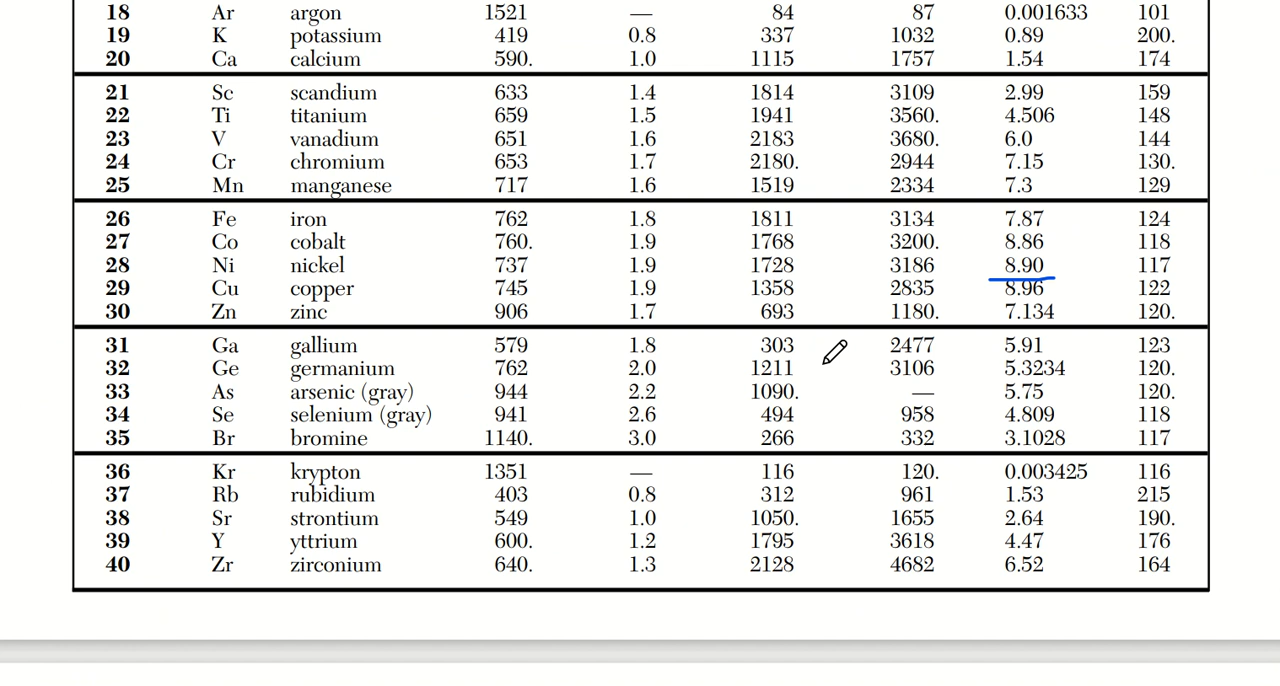 18 Ar argon 1521 — 84 87 0.001633 101
19 K potassium 419 0.8 337 1032 0.89 200.
20 Ca calcium 590. 1.0 1115 1757 1.54 174
21 Sc scandium 633 1.4 1814 3109 2.99 159
22 Ti titanium 659 1.5 1941 3560. 4.506 148
23 V vanadium 651 1.6 2183 3680. 6.0 144
24 Cr chromium 653 1.7 2180. 2944 7.15 130.
25 Mn manganese 717 1.6 1519 2334 7.3 129
26 Fe iron 762 1.8 1811 3134 7.87 124
27 Co cobalt 760. 1.9 1768 3200. 8.86 118
28 Ni nickel 737 1.9 1728 3186 8.90 117
29 Cu copper 745 1.9 1358 2835 8.96 122
30 Zn zinc 906 1.7 693 1180. 7.134 120.
31 Ga gallium 579 1.8 303 2477 5.91 123
32 Ge germanium 762 2.0 1211 3106 5.3234 120.
33 As arsenic (gray) 944 2.2 1090. — 5.75 120.
34 Se selenium (gray) 941 2.6 494 958 4.809 118
35 Br bromine 1140. 3.0 266 332 3.1028 117
36 Kr krypton 1351 — 116 120. 0.003425 116
37 Rb rubidium 403 0.8 312 961 1.53 215
38 Sr strontium 549 1.0 1050. 1655 2.64 190.
39 Y yttrium 600. 1.2 1795 3618 4.47 176
40 Zr zirconium 640. 1.3 2128 4682 6.52 164